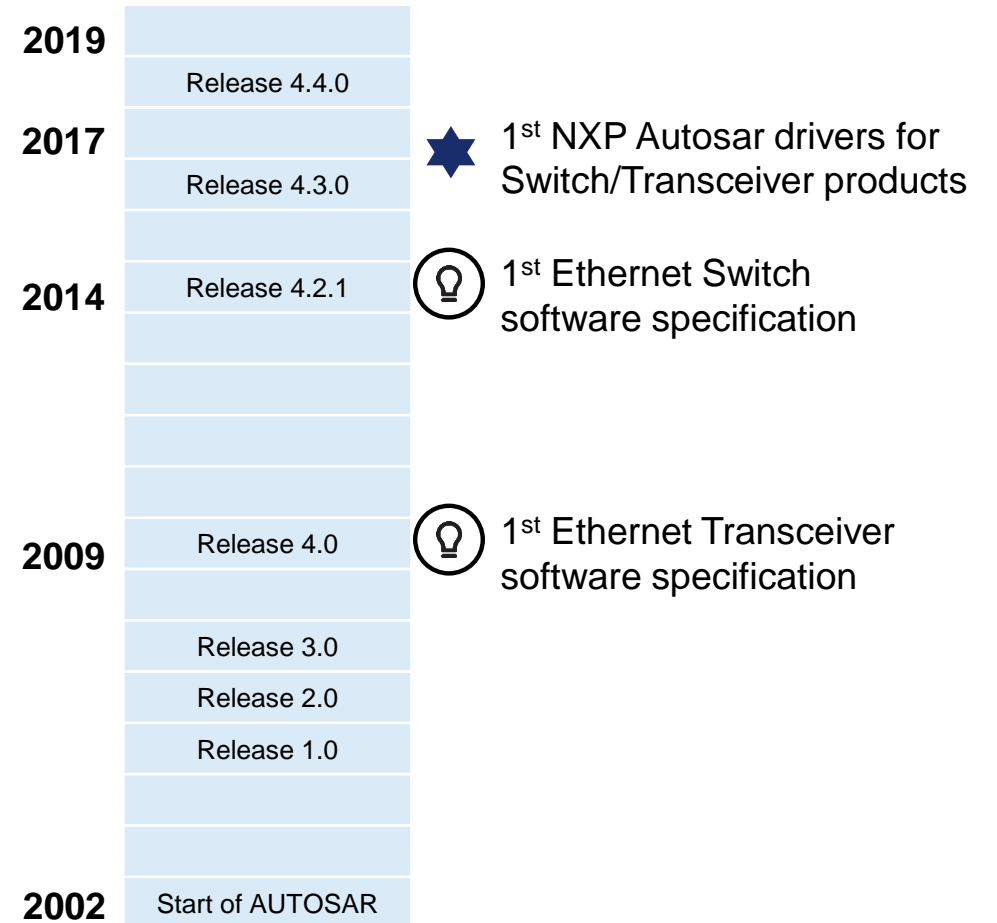 2019
Release 4.4.0
2017
1st NXP Autosar drivers for
Switch/Transceiver products
Release 4.3.0
2014
Release 4.2.1
1st Ethernet Switch
software specification
2009
Release 4.0
1st Ethernet Transceiver
software specification
Release 3.0
Release 2.0
Release 1.0
2002
Start of AUTOSAR